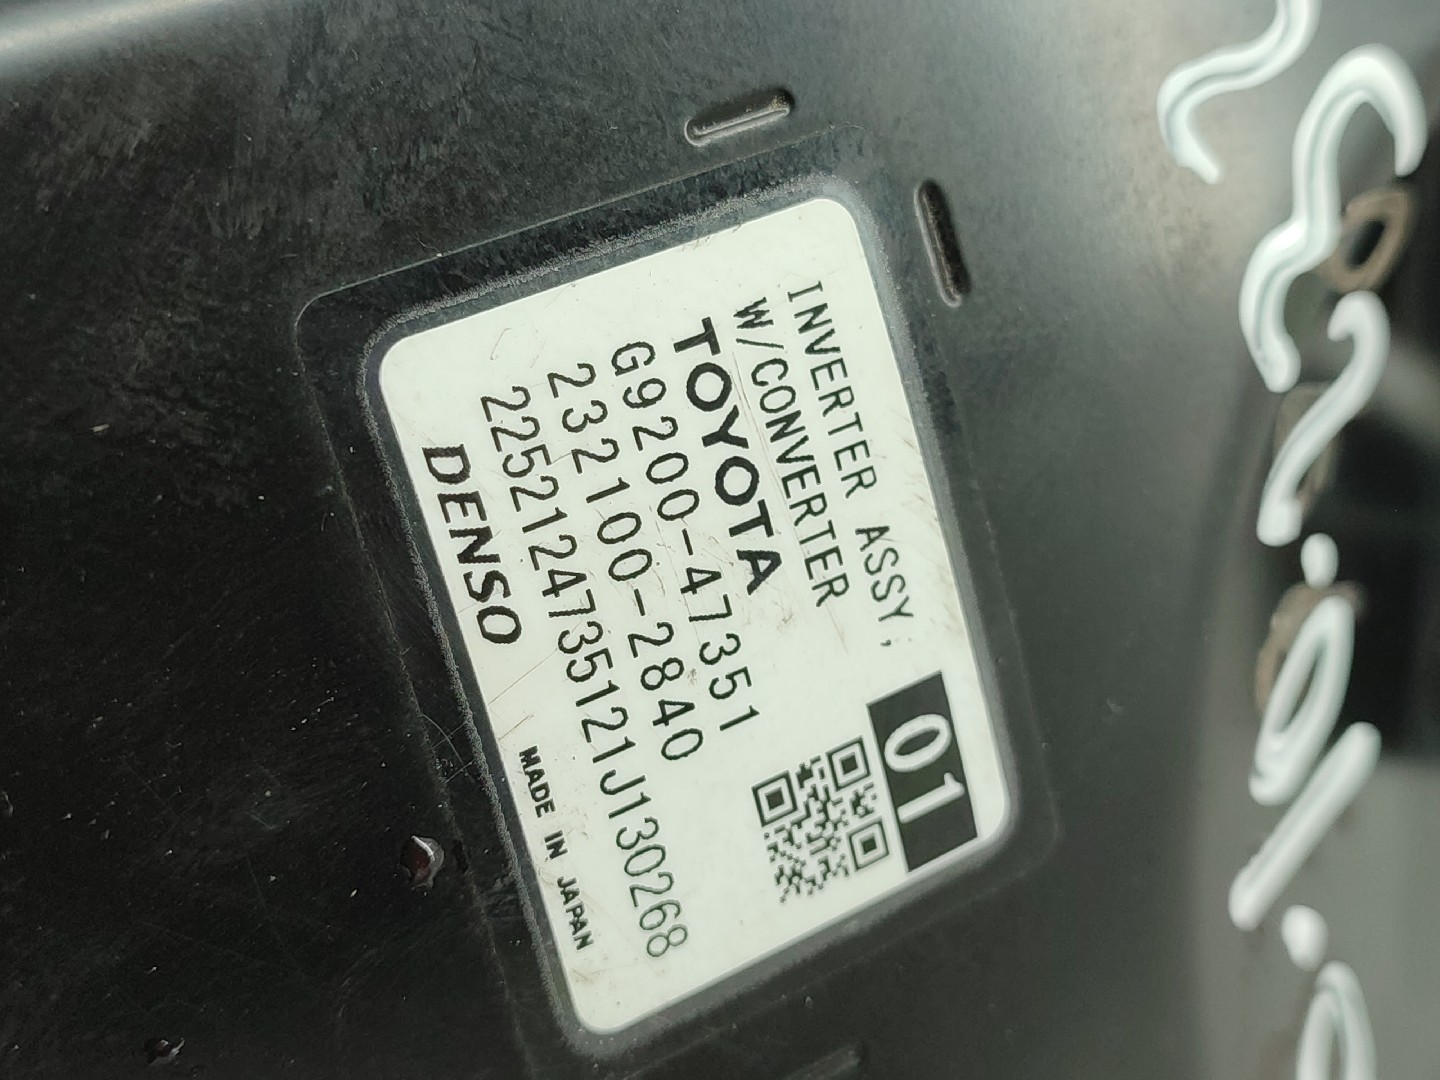 INVERTER ASSY,
W/CONVERTER
01
TOYOTA
G9200-47351
232100-2840
2252124735121J130268
DENSO
MADE IN JAPAN